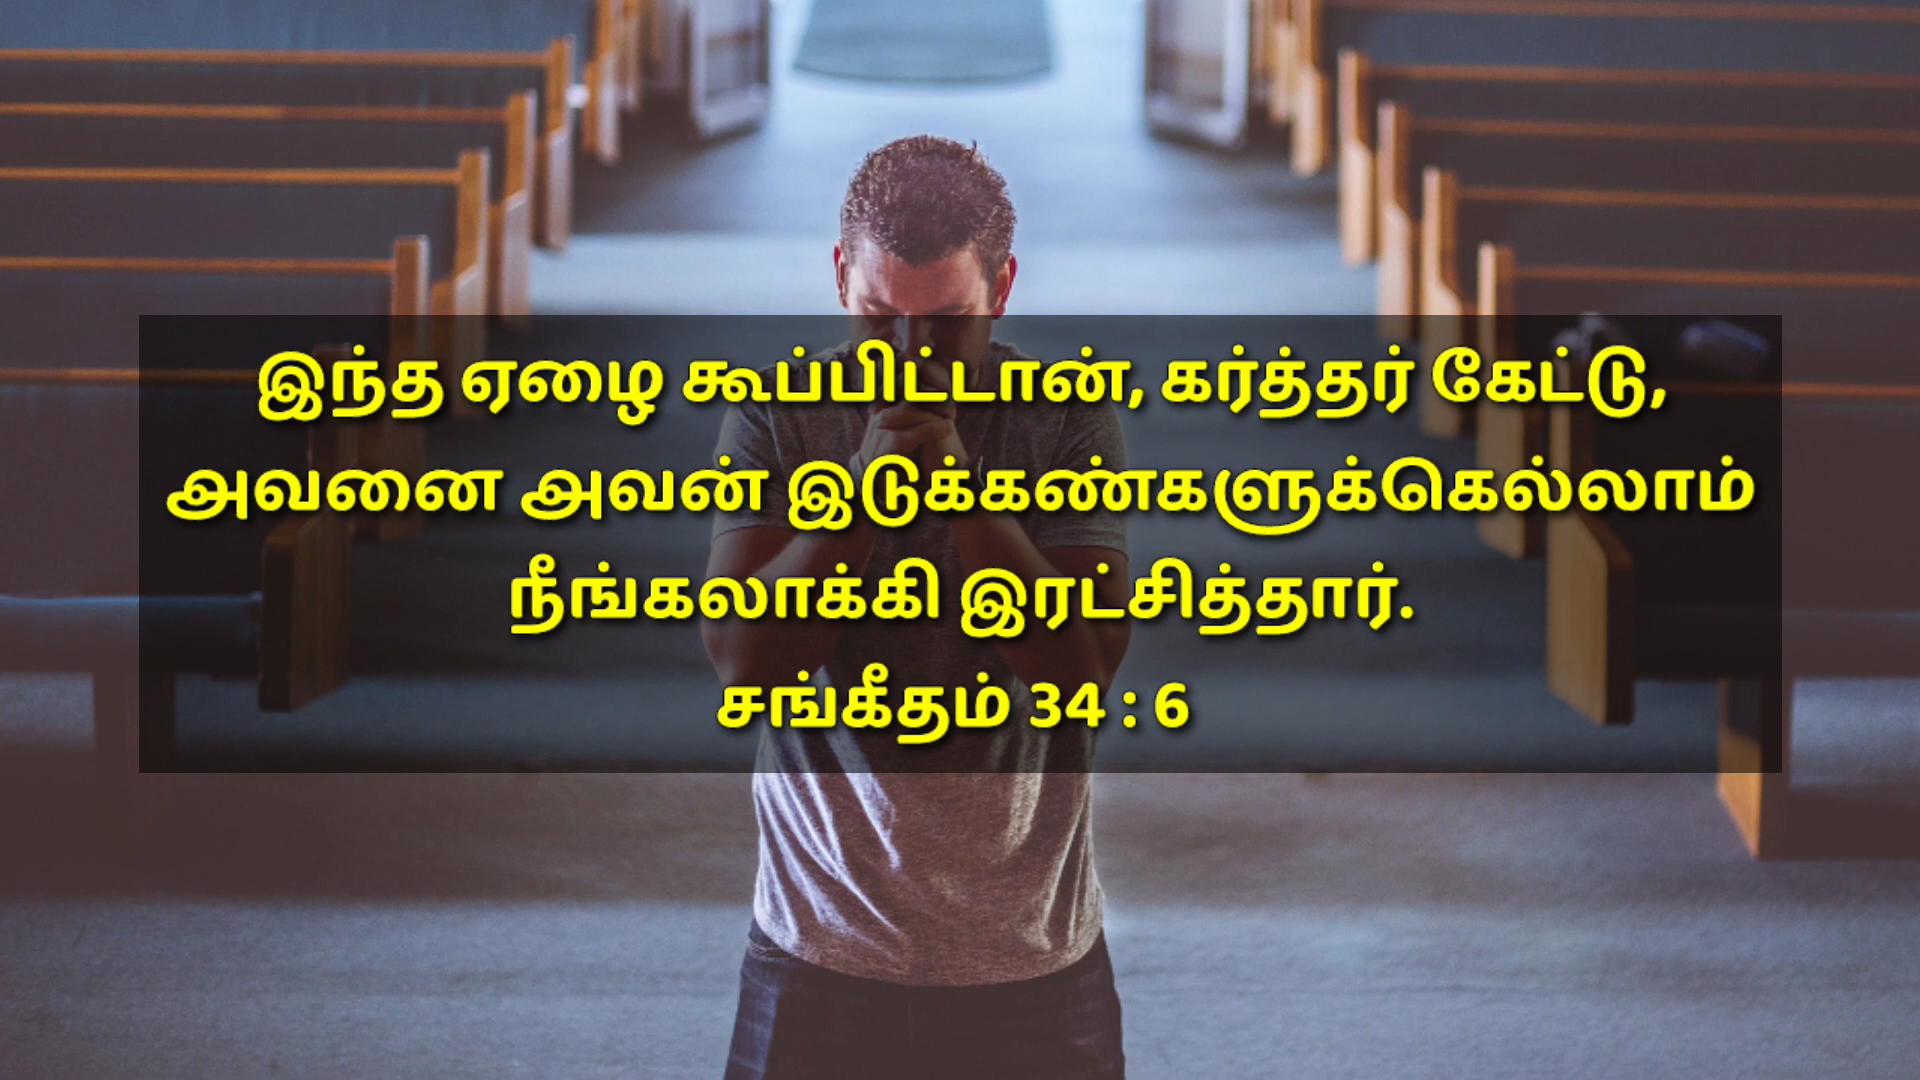 இந்த ஏழை கூப்பிட்டான், கர்த்தர் கேட்டு,
அவனை அவன் இடுக்கண்களுக்கெல்லாம்
நீங்கலாக்கி இரட்சித்தார்.
சங்கீதம் 34 : 6